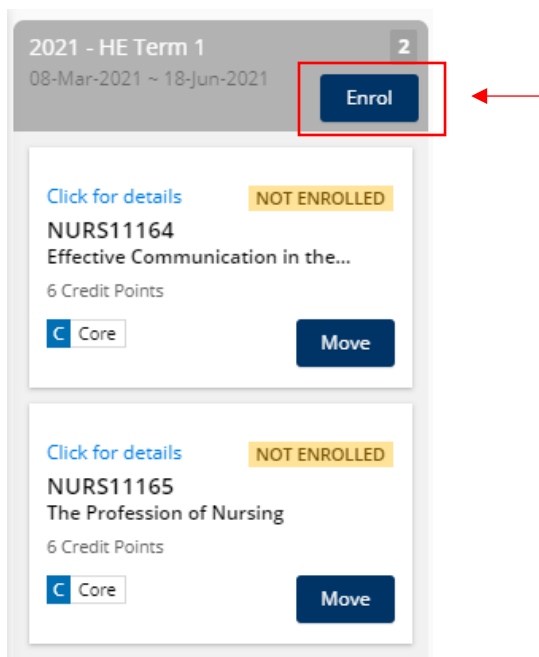 2021 - HE Term 1 2
08-Mar-2021 ~ 18-Jun-2021
Enrol
Click for details NOT ENROLLED
NURS11164
Effective Communication in the...
6 Credit Points
C Core
Move
Click for details NOT ENROLLED
NURS11165
The Profession of Nursing
6 Credit Points
C Core
Move